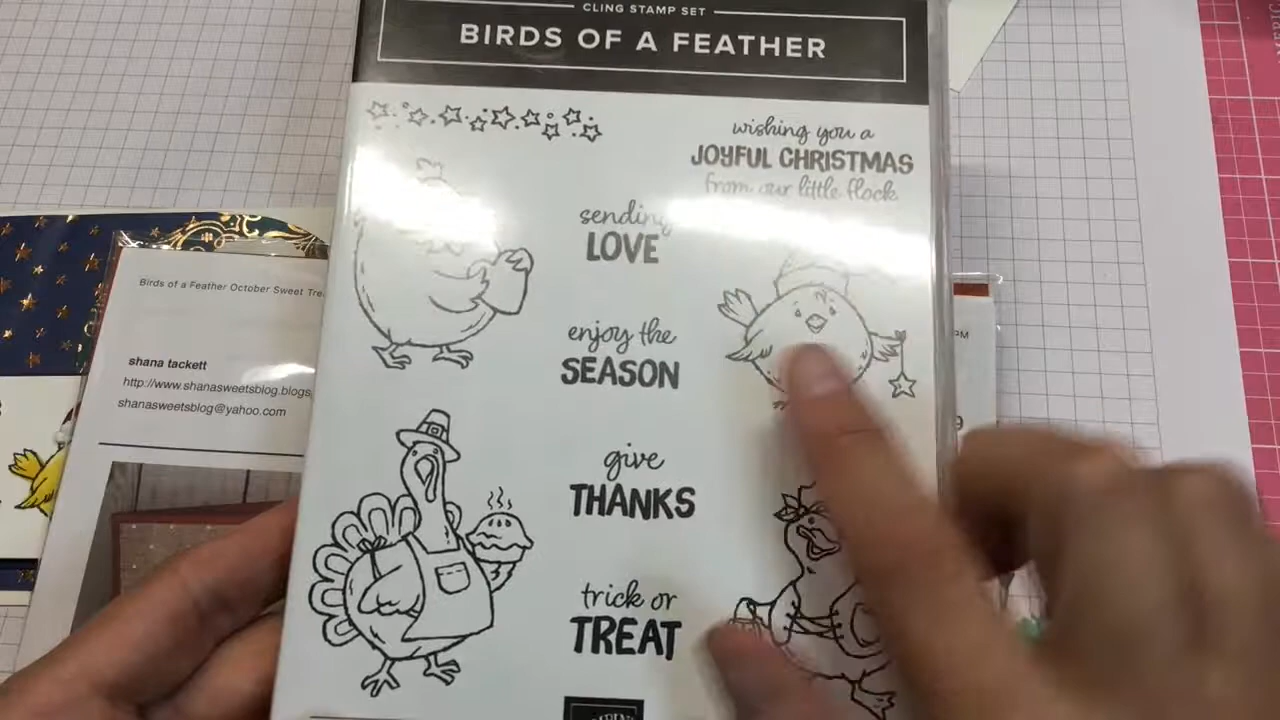 CLING STAMP SET
BIRDS OF A FEATHER
wishing you a
JOYFUL CHRISTMAS
from our little flock
sending
LOVE
enjoy the
SEASON
give
THANKS
trick or
TREAT
Birds of a Feather October Sweet
shana tackett
http://www.shanasweetsblog.blogs
shanasweetsblog@yahoo.com
PM
9